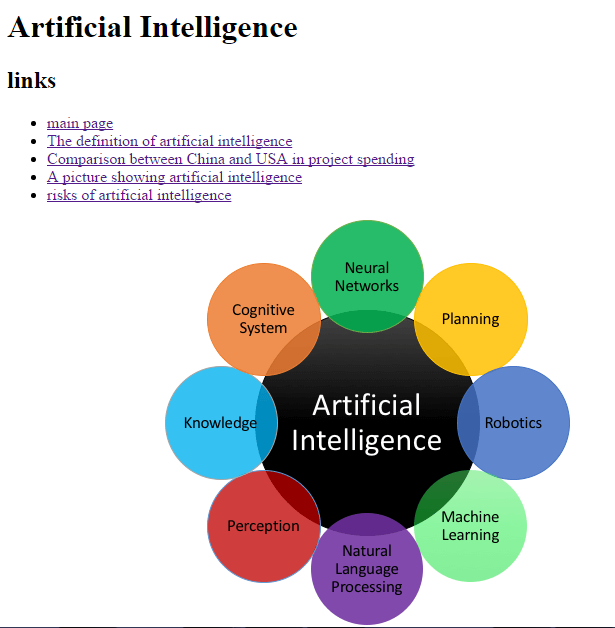 Artificial Intelligence
links
main page
The definition of artificial intelligence
Comparison between China and USA in project spending
A picture showing artificial intelligence
risks of artificial intelligence
Neural
Networks
Cognitive
System
Planning
Knowledge
Artificial
Intelligence
Robotics
Perception
Machine
Learning
Natural
Language
Processing